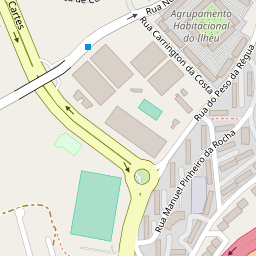 Cartes
Rua No
Agrupamento
Habitacional
do Ilhéu
Rua Carrington da Costa
Rua do Peso da Régua
Rua Manuel Pinheiro da Rocha